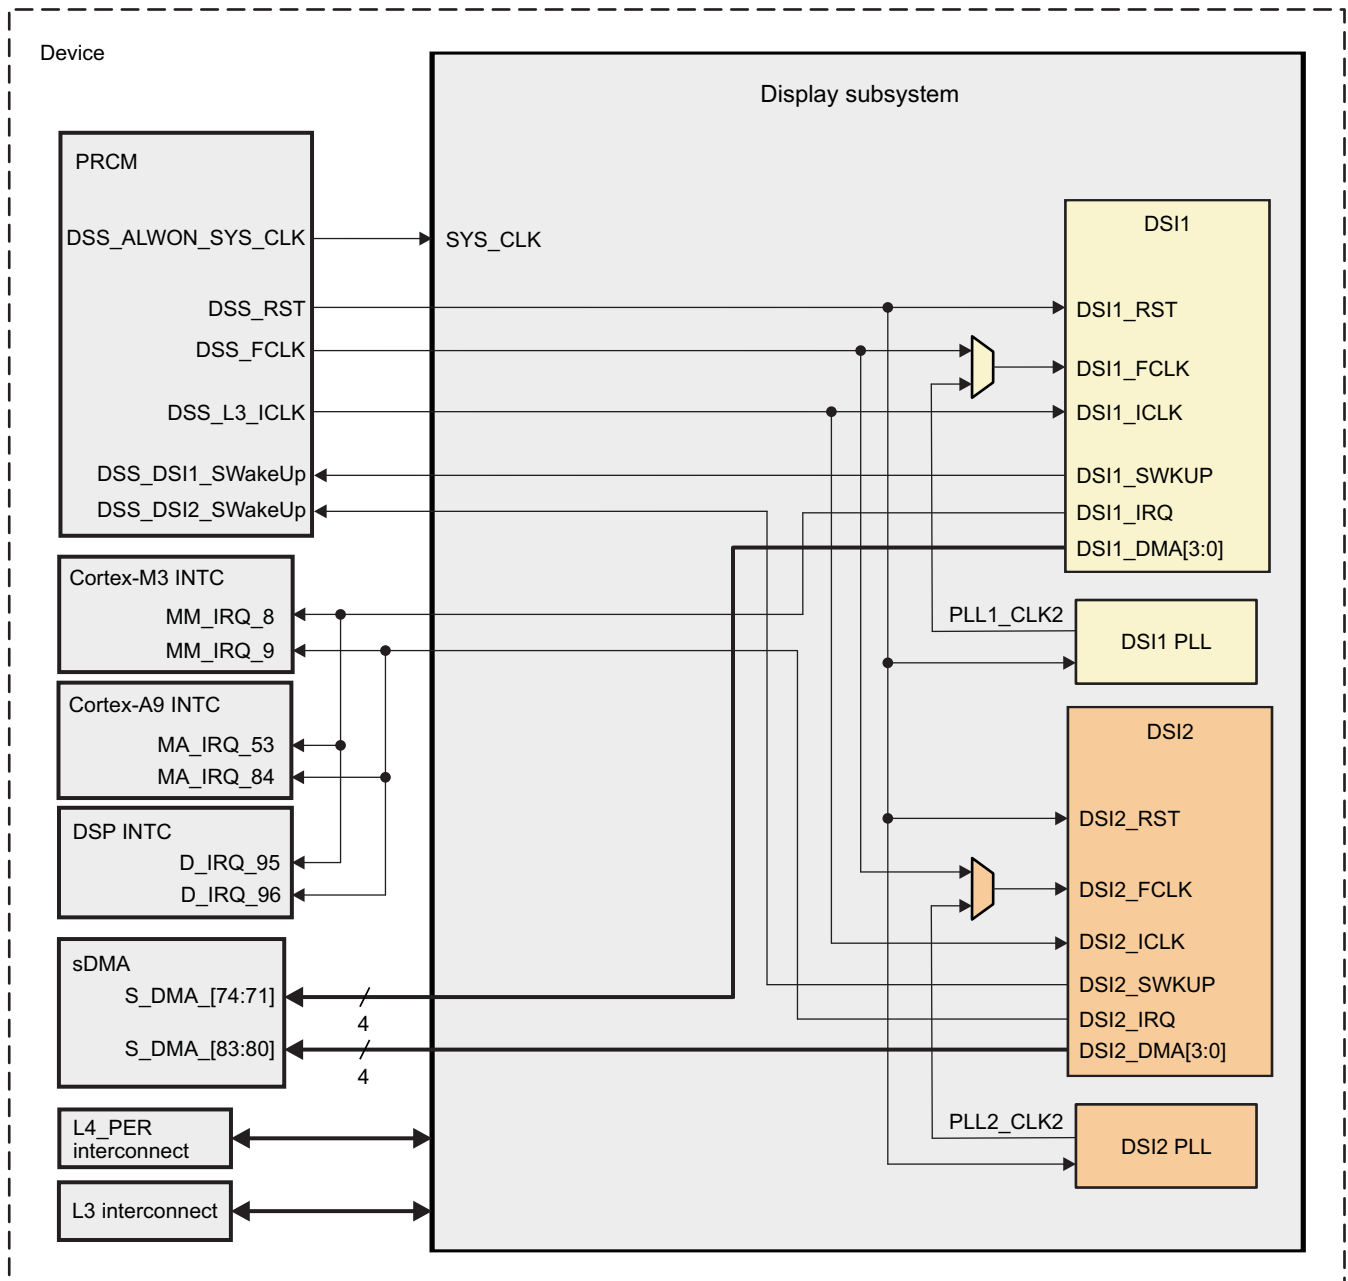 Device
Display subsystem
PRCM
DSS_ALWON_SYS_CLK
DSS_RST
DSS_FCLK
DSS_L3_ICLK
DSS_DSI1_SWakeUp
DSS_DSI2_SWakeUp
SYS_CLK
DSI1
DSI1_RST
DSI1_FCLK
DSI1_ICLK
DSI1_SWKUP
DSI1_IRQ
DSI1_DMA[3:0]
Cortex-M3 INTC
MM_IRQ_8
MM_IRQ_9
PLL1_CLK2
DSI1 PLL
Cortex-A9 INTC
MA_IRQ_53
MA_IRQ_84
DSP INTC
D_IRQ_95
D_IRQ_96
DSI2
DSI2_RST
DSI2_FCLK
DSI2_ICLK
DSI2_SWKUP
DSI2_IRQ
DSI2_DMA[3:0]
sDMA
S_DMA_[74:71]
4
S_DMA_[83:80]
4
PLL2_CLK2
DSI2 PLL
L4_PER
interconnect
L3 interconnect